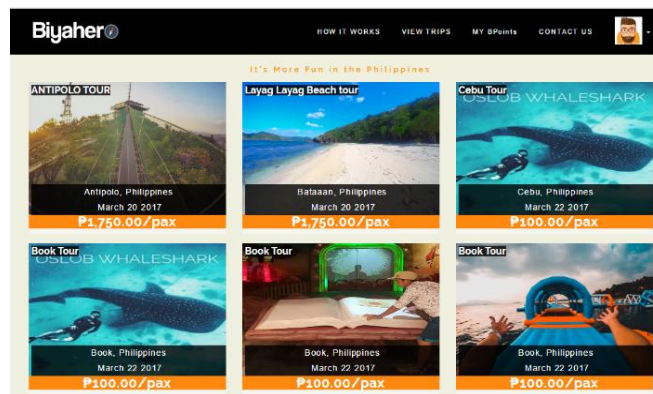 Biyahero
HOW IT WORKS VIEW TRIPS MY BPoints CONTACT US
It's More Fun in the Philippines
ANTIPOLO TOUR
Antipolo, Philippines
March 20 2017
₱1,750.00/pax
Layag Layag Beach tour
Bataaan, Philippines
March 20 2017
₱1,750.00/pax
Cebu Tour
OSLOB WHALESHARK
Cebu, Philippines
March 22 2017
₱100.00/pax
Book Tour
OSLOB WHALESHARK
Book, Philippines
March 22 2017
₱100.00/pax
Book Tour
Book, Philippines
March 22 2017
₱100.00/pax
Book Tour
Book, Philippines
March 22 2017
₱100.00/pax